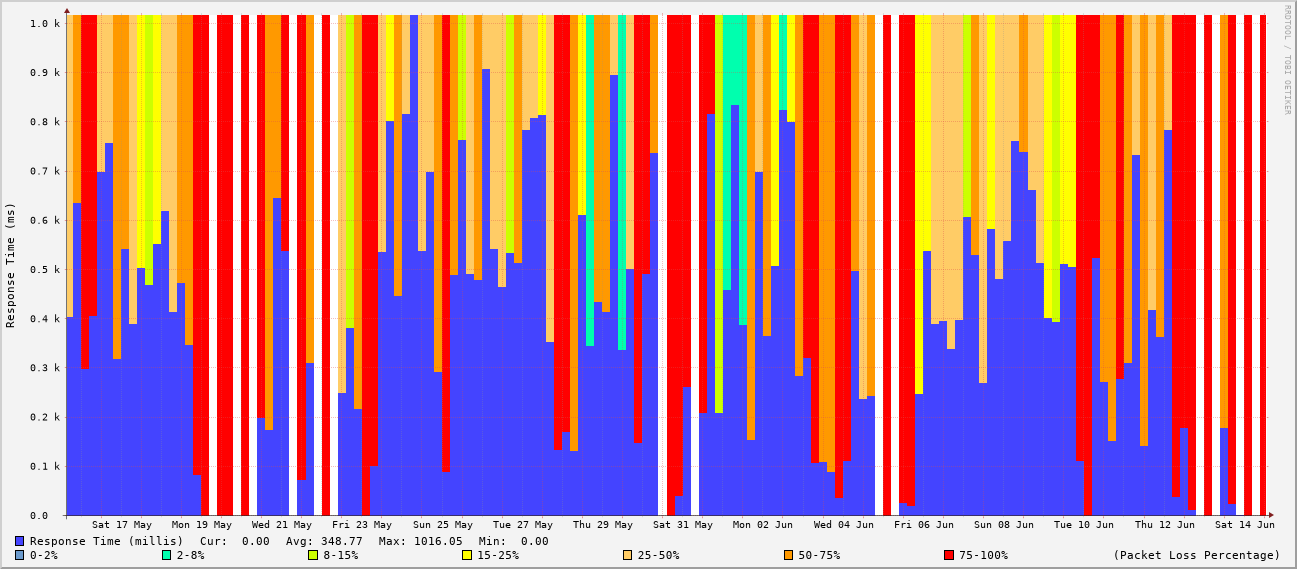 RRDTOOL / TOBI OETIKER
Response Time (ms)
1.0 k
0.9 k
0.8 k
0.7 k
0.6 k
0.5 k
0.4 k
0.3 k
0.2 k
0.1 k
0.0
Sat 17 May Mon 19 May Wed 21 May Fri 23 May Sun 25 May Tue 27 May Thu 29 May Sat 31 May Mon 02 Jun Wed 04 Jun Fri 06 Jun Sun 08 Jun Tue 10 Jun Thu 12 Jun Sat 14 Jun
Response Time (millis) Cur: 0.00 Avg: 348.77 Max: 1016.05 Min: 0.00
0-2% 2-8% 8-15% 15-25% 25-50% 50-75% 75-100% (Packet Loss Percentage)